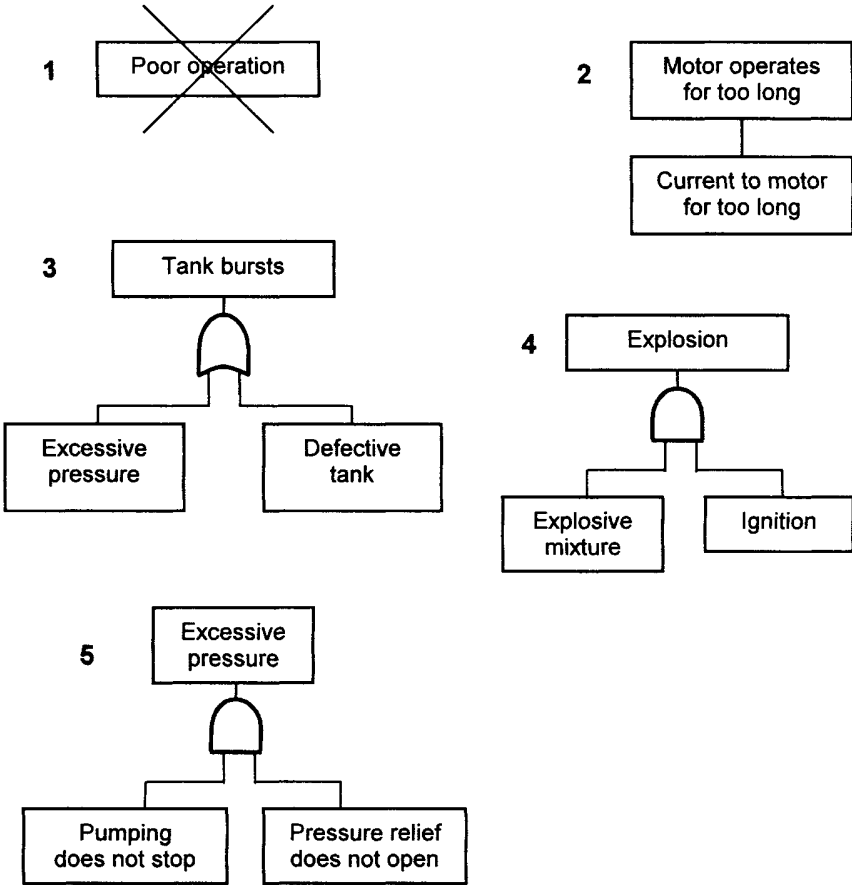 1
Poor operation
2
Motor operates
for too long
Current to motor
for too long
3
Tank bursts
Excessive
pressure
Defective
tank
4
Explosion
Explosive
mixture
Ignition
5
Excessive
pressure
Pumping
does not stop
Pressure relief
does not open